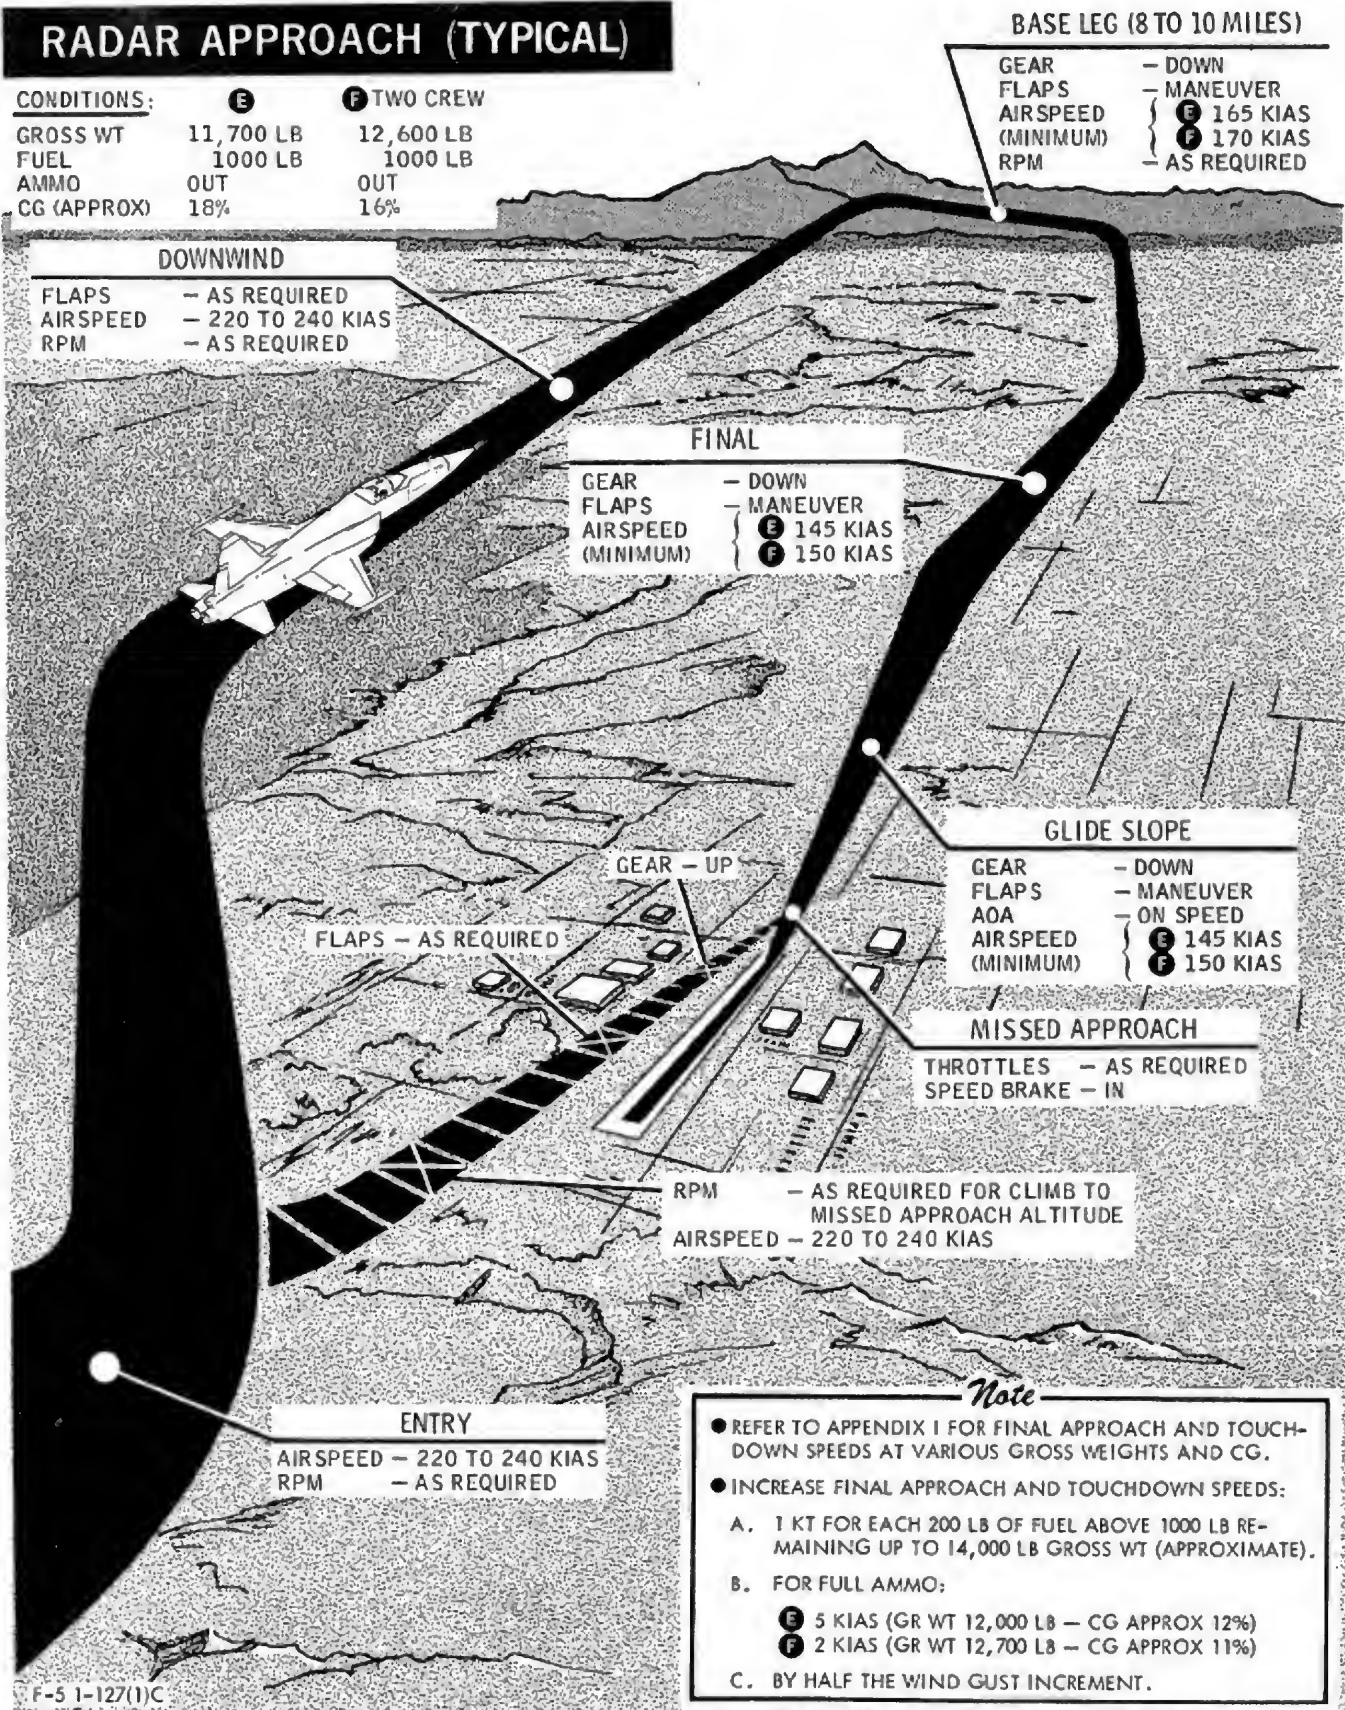 RADAR APPROACH (TYPICAL)
CONDITIONS: E F TWO CREW
GROSS WT 11,700 LB 12,600 LB
FUEL 1000 LB 1000 LB
AMMO OUT OUT
CG (APPROX) 18% 16%
BASE LEG (8 TO 10 MILES)
GEAR — DOWN
FLAPS — MANEUVER
AIRSPEED E 165 KIAS
(MINIMUM) F 170 KIAS
RPM — AS REQUIRED
DOWNWIND
FLAPS — AS REQUIRED
AIRSPEED — 220 TO 240 KIAS
RPM — AS REQUIRED
FINAL
GEAR — DOWN
FLAPS — MANEUVER
AIRSPEED E 145 KIAS
(MINIMUM) F 150 KIAS
GLIDE SLOPE
GEAR — DOWN
FLAPS — MANEUVER
AOA — ON SPEED
AIRSPEED E 145 KIAS
(MINIMUM) F 150 KIAS
GEAR — UP
FLAPS — AS REQUIRED
MISSED APPROACH
THROTTLES — AS REQUIRED
SPEED BRAKE — IN
RPM — AS REQUIRED FOR CLIMB TO
MISSED APPROACH ALTITUDE
AIRSPEED — 220 TO 240 KIAS
ENTRY
AIRSPEED — 220 TO 240 KIAS
RPM — AS REQUIRED
Note
● REFER TO APPENDIX I FOR FINAL APPROACH AND TOUCH-
DOWN SPEEDS AT VARIOUS GROSS WEIGHTS AND CG.
● INCREASE FINAL APPROACH AND TOUCHDOWN SPEEDS:
A. 1 KT FOR EACH 200 LB OF FUEL ABOVE 1000 LB RE-
MAINING UP TO 14,000 LB GROSS WT (APPROXIMATE).
B. FOR FULL AMMO:
E 5 KIAS (GR WT 12,000 LB — CG APPROX 12%)
F 2 KIAS (GR WT 12,700 LB — CG APPROX 11%)
C. BY HALF THE WIND GUST INCREMENT.
F-5 1-127(1)C